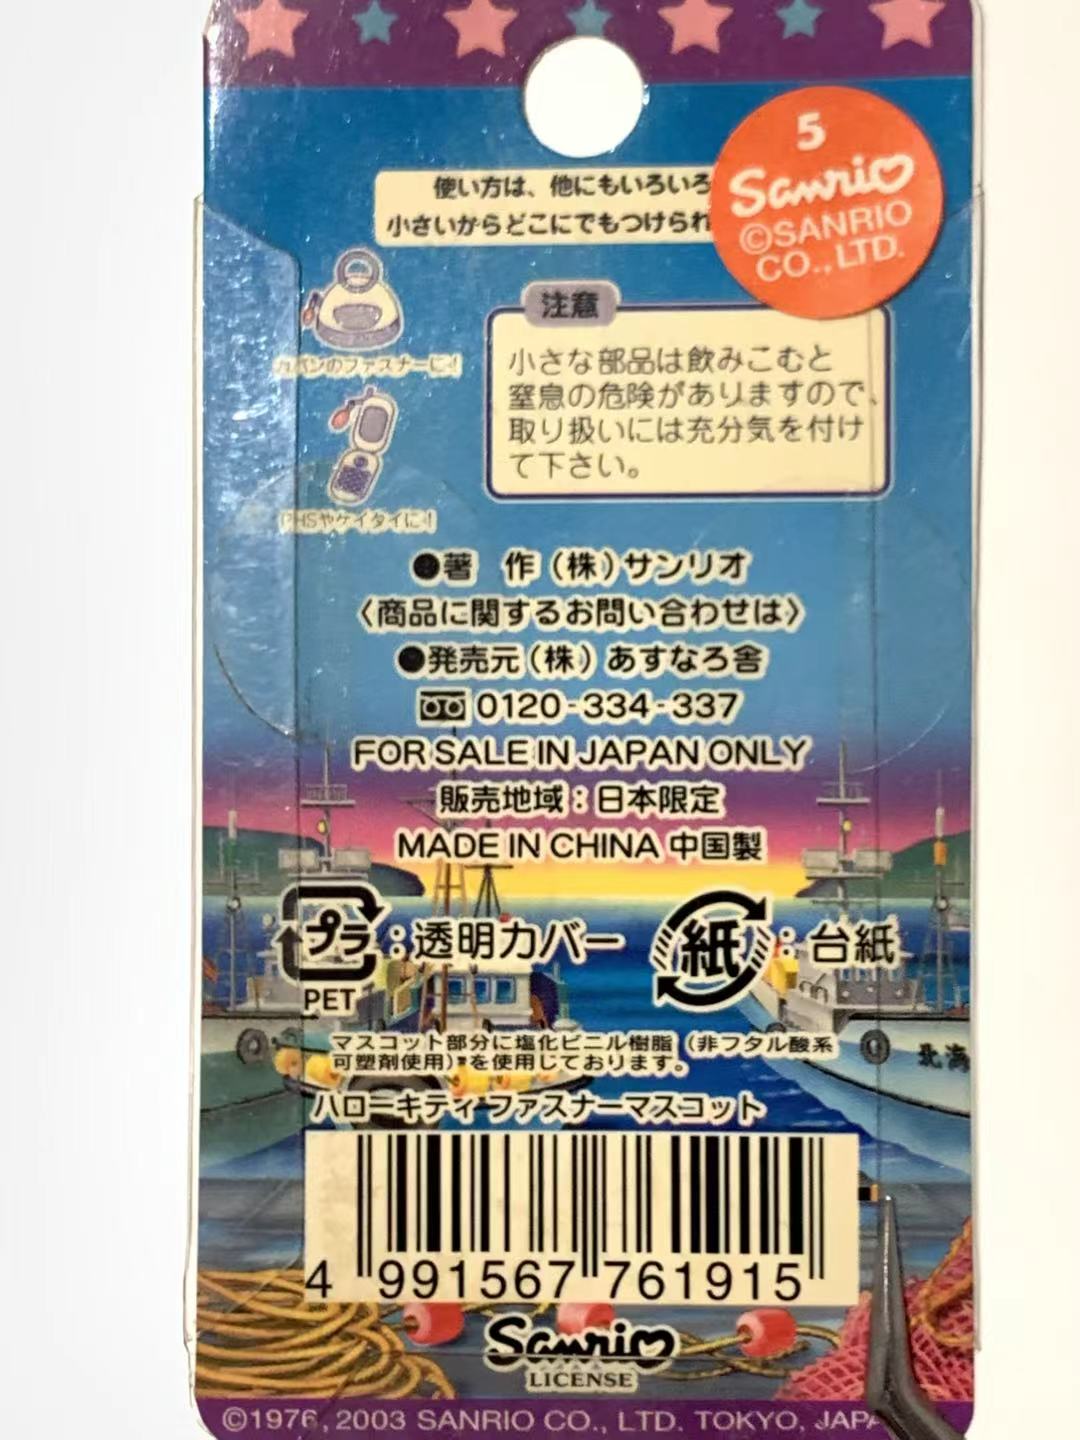 5
Sanrio
©SANRIO
CO., LTD.
使い方は、他にもいろいろ
小さいからどこにでもつけられ
カバンのファスナーに！
PHSやケイタイに！
注意
小さな部品は飲みこむと
窒息の危険がありますので、
取り扱いには充分気を付け
て下さい。
●著　作（株）サンリオ
〈商品に関するお問い合わせは〉
●発売元（株）あすなろ舎
0120-334-337
FOR SALE IN JAPAN ONLY
販売地域：日本限定
MADE IN CHINA 中国製
プラ：透明カバー
PET
紙：台紙
北海
マスコット部分に塩化ビニル樹脂（非フタル酸系
可塑剤使用）を使用しております。
ハローキティ ファスナーマスコット
4 991567 761915
Sanrio
LICENSE
©1976, 2003 SANRIO CO., LTD. TOKYO, JAPA